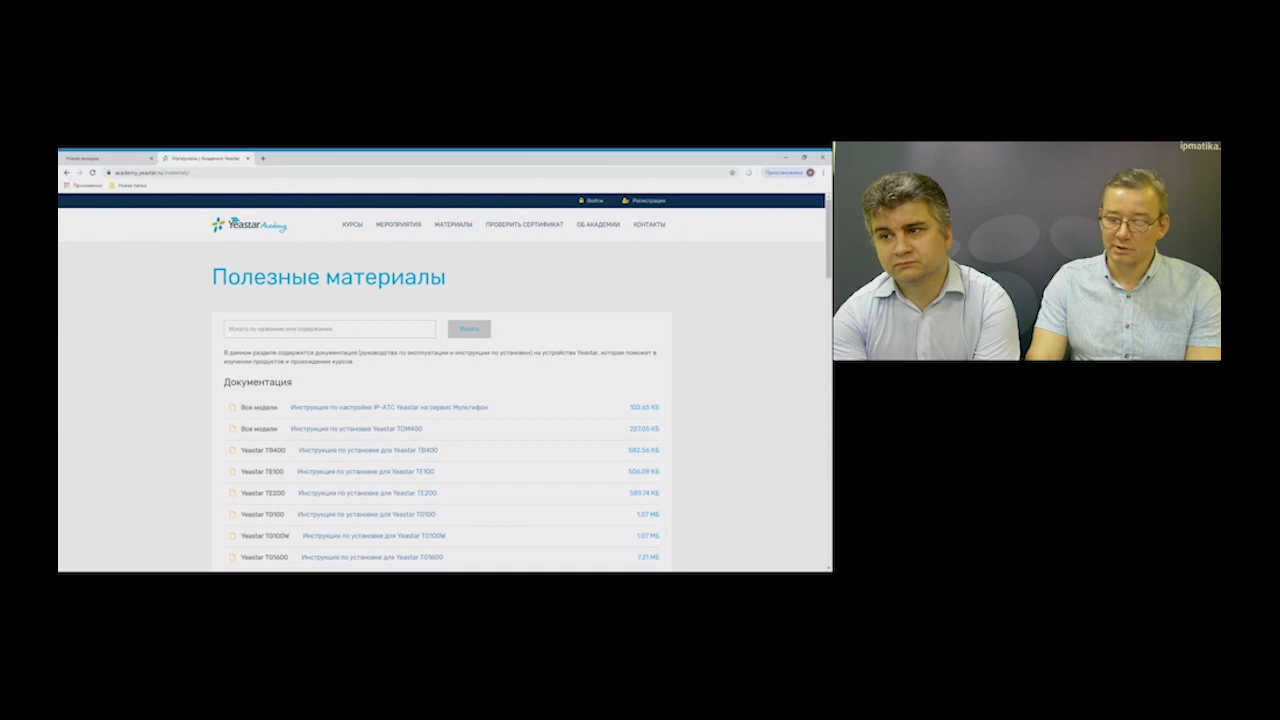 Новая вкладка
Материалы | Академия Yeastar
academy.yeastar.ru/materials/
Приостановлена
Приложения
Новая папка
Войти
Регистрация
Yeastar Academy
КУРСЫ
МЕРОПРИЯТИЯ
МАТЕРИАЛЫ
ПРОВЕРИТЬ СЕРТИФИКАТ
ОБ АКАДЕМИИ
КОНТАКТЫ
Полезные материалы
Искать по названию или содержанию
Искать
В данном разделе содержится документация (руководства по эксплуатации и инструкции по установки) на устройства Yeastar, которая поможет в
изучении продуктов и прохождении курсов.
Документация
Все модели Инструкция по настройке IP-АТС Yeastar на сервис Мультифон 102.65 КБ
Все модели Инструкция по установке Yeastar TDM400 227.05 КБ
Yeastar TB400 Инструкция по установке для Yeastar TB400 582.56 КБ
Yeastar TE100 Инструкция по установке для Yeastar TE100 506.09 КБ
Yeastar TE200 Инструкция по установке для Yeastar TE200 589.74 КБ
Yeastar TG100 Инструкция по установке для Yeastar TG100 1.07 МБ
Yeastar TG100W Инструкция по установке для Yeastar TG100W 1.07 МБ
Yeastar TG1600 Инструкция по установке для Yeastar TG1600 7.21 МБ
ipmatika.